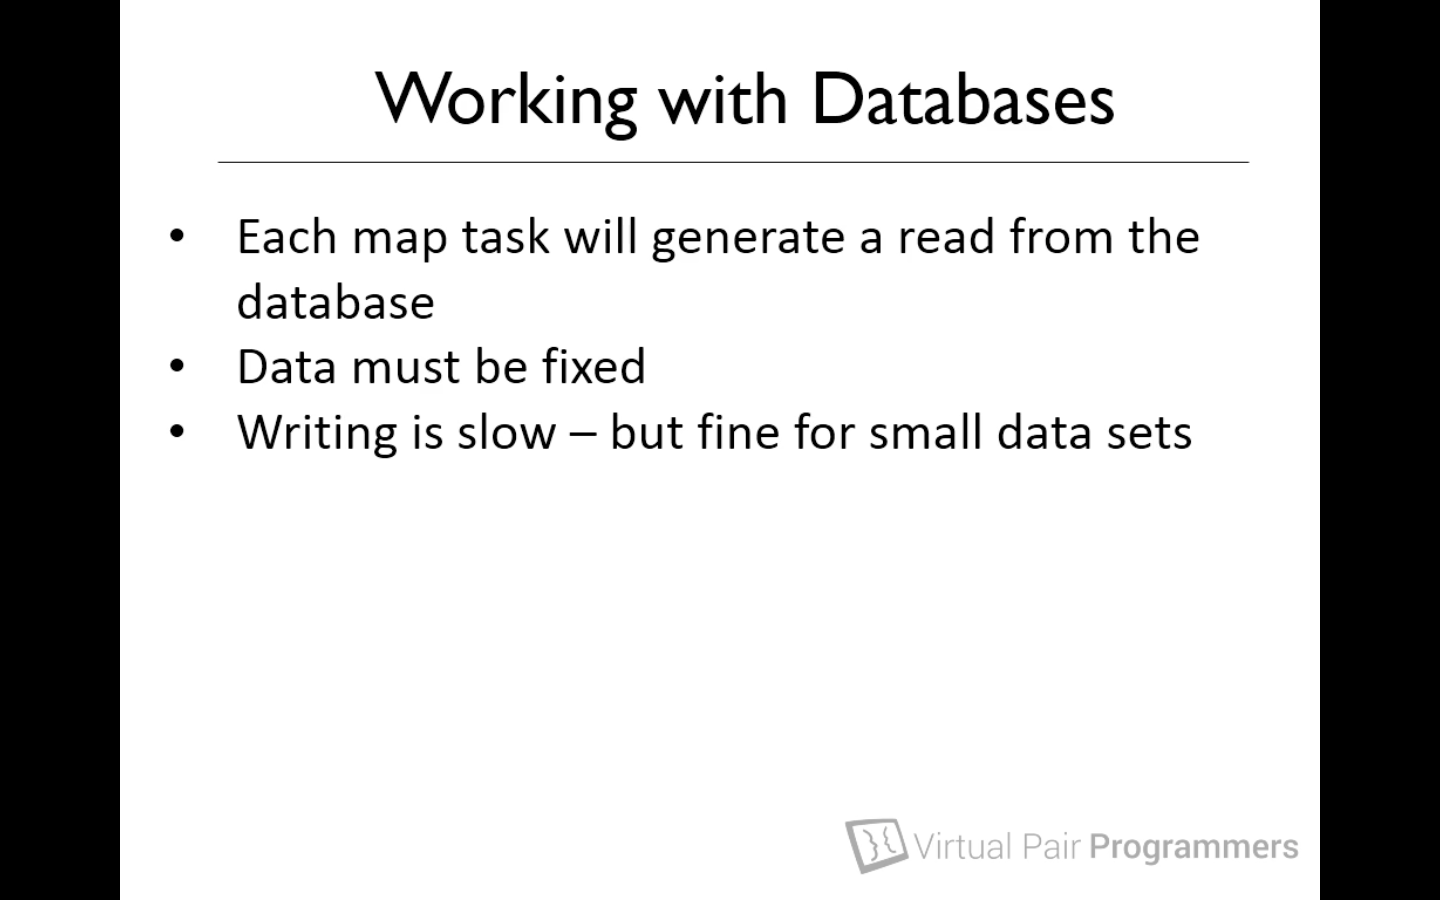 Working with Databases
• Each map task will generate a read from the
database
• Data must be fixed
• Writing is slow – but fine for small data sets
Virtual Pair Programmers